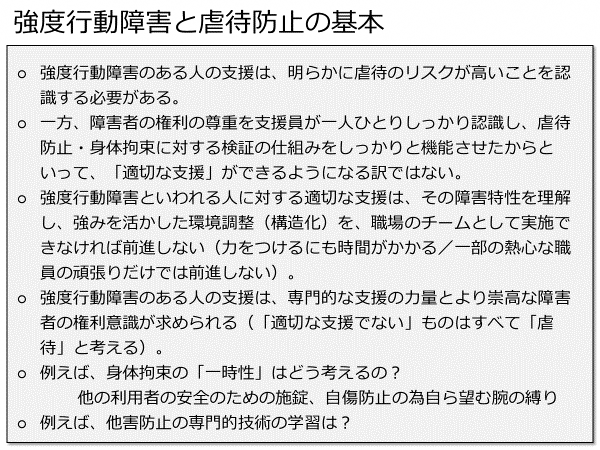 強度行動障害と虐待防止の基本
○ 強度行動障害のある人の支援は、明らかに虐待のリスクが高いことを認
識する必要がある。
○ 一方、障害者の権利の尊重を支援員が一人ひとりしっかり認識し、虐待
防止・身体拘束に対する検証の仕組みをしっかりと機能させたからと
いって、「適切な支援」ができるようになる訳ではない。
○ 強度行動障害といわれる人に対する適切な支援は、その障害特性を理解
し、強みを活かした環境調整（構造化）を、職場のチームとして実施で
きなければ前進しない（力をつけるにも時間がかかる／一部の熱心な職
員の頑張りだけでは前進しない）。
○ 強度行動障害のある人の支援は、専門的な支援の力量とより崇高な障害
者の権利意識が求められる（「適切な支援でない」ものはすべて「虐
待」と考える）。
○ 例えば、身体拘束の「一時性」はどう考えるの？
他の利用者の安全のための施錠、自傷防止の為自ら望む腕の縛り
○ 例えば、他害防止の専門的技術の学習は？